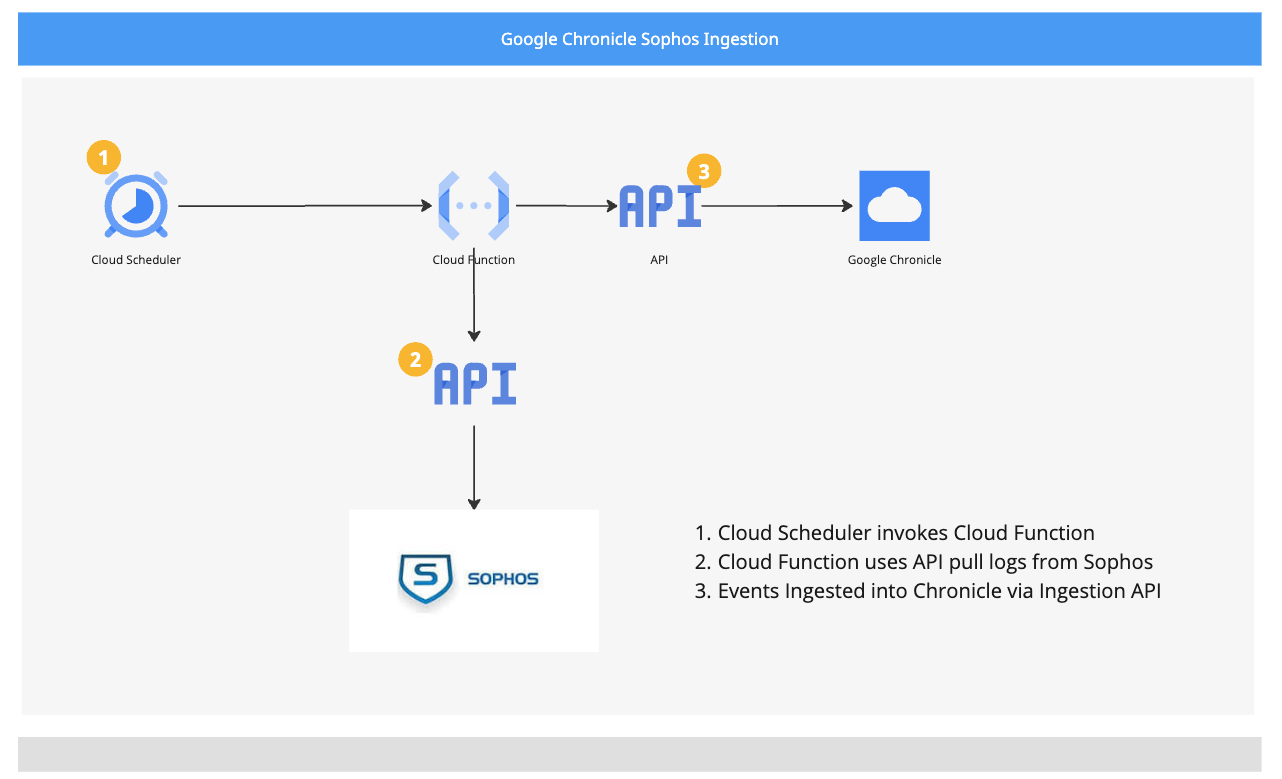 Google Chronicle Sophos Ingestion
1
3
API
Cloud Scheduler
Cloud Function
API
Google Chronicle
2
API
S SOPHOS
1. Cloud Scheduler invokes Cloud Function
2. Cloud Function uses API pull logs from Sophos
3. Events Ingested into Chronicle via Ingestion API